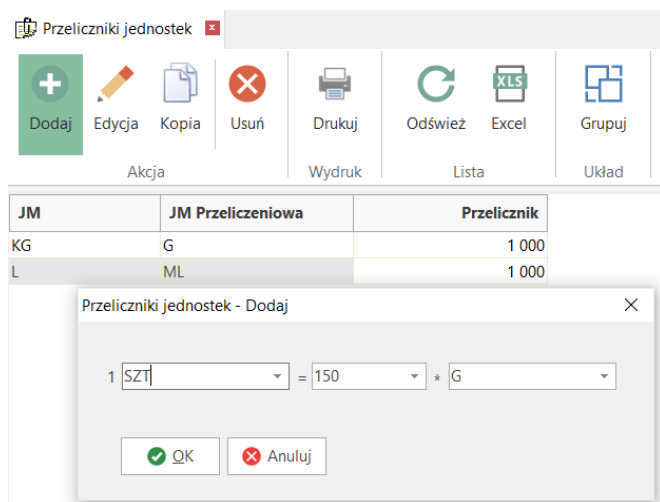 Przeliczniki jednostek
XLS
Dodaj Edycja Kopia Usuń Drukuj Odśwież Excel Grupuj
Akcja Wydruk Lista Układ
JM JM Przeliczeniowa Przelicznik
KG G 1 000
L ML 1 000
Przeliczniki jednostek - Dodaj
1 SZT = 150 * G
OK Anuluj